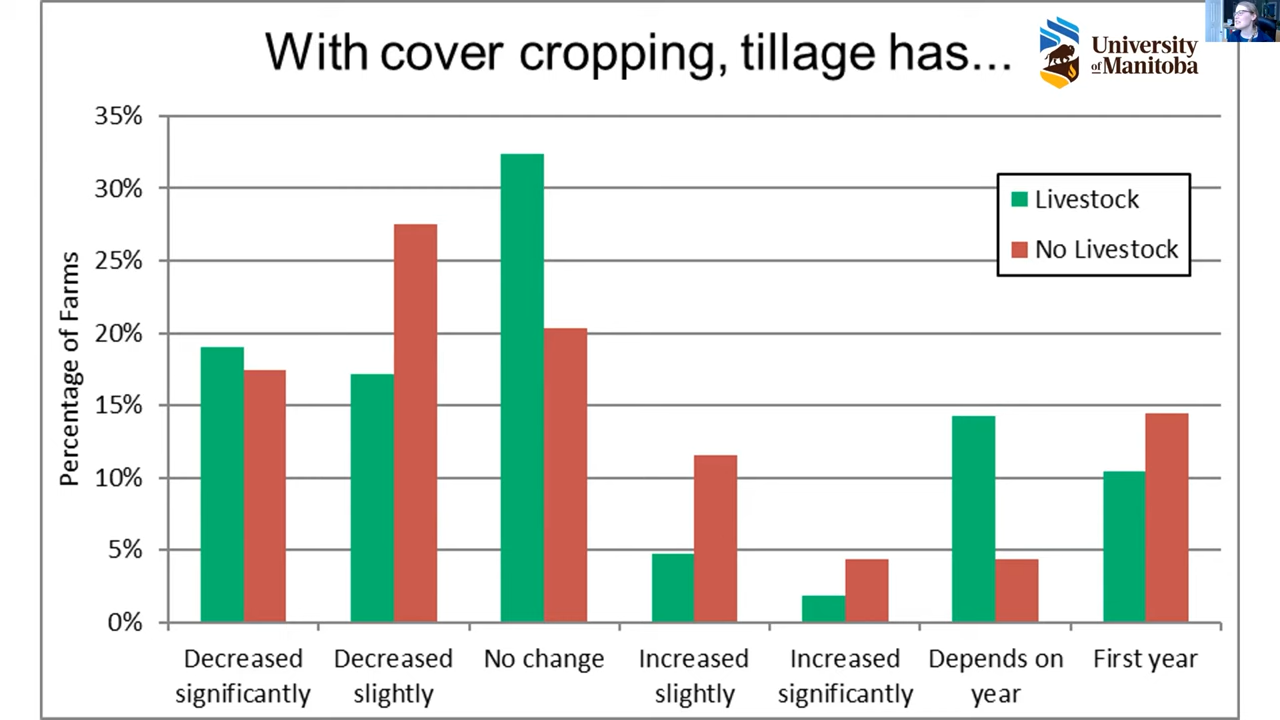 With cover cropping, tillage has...
University
of Manitoba
35%
30%
25%
20%
15%
10%
5%
0%
Percentage of Farms
Livestock
No Livestock
Decreased significantly
Decreased slightly
No change
Increased slightly
Increased significantly
Depends on year
First year